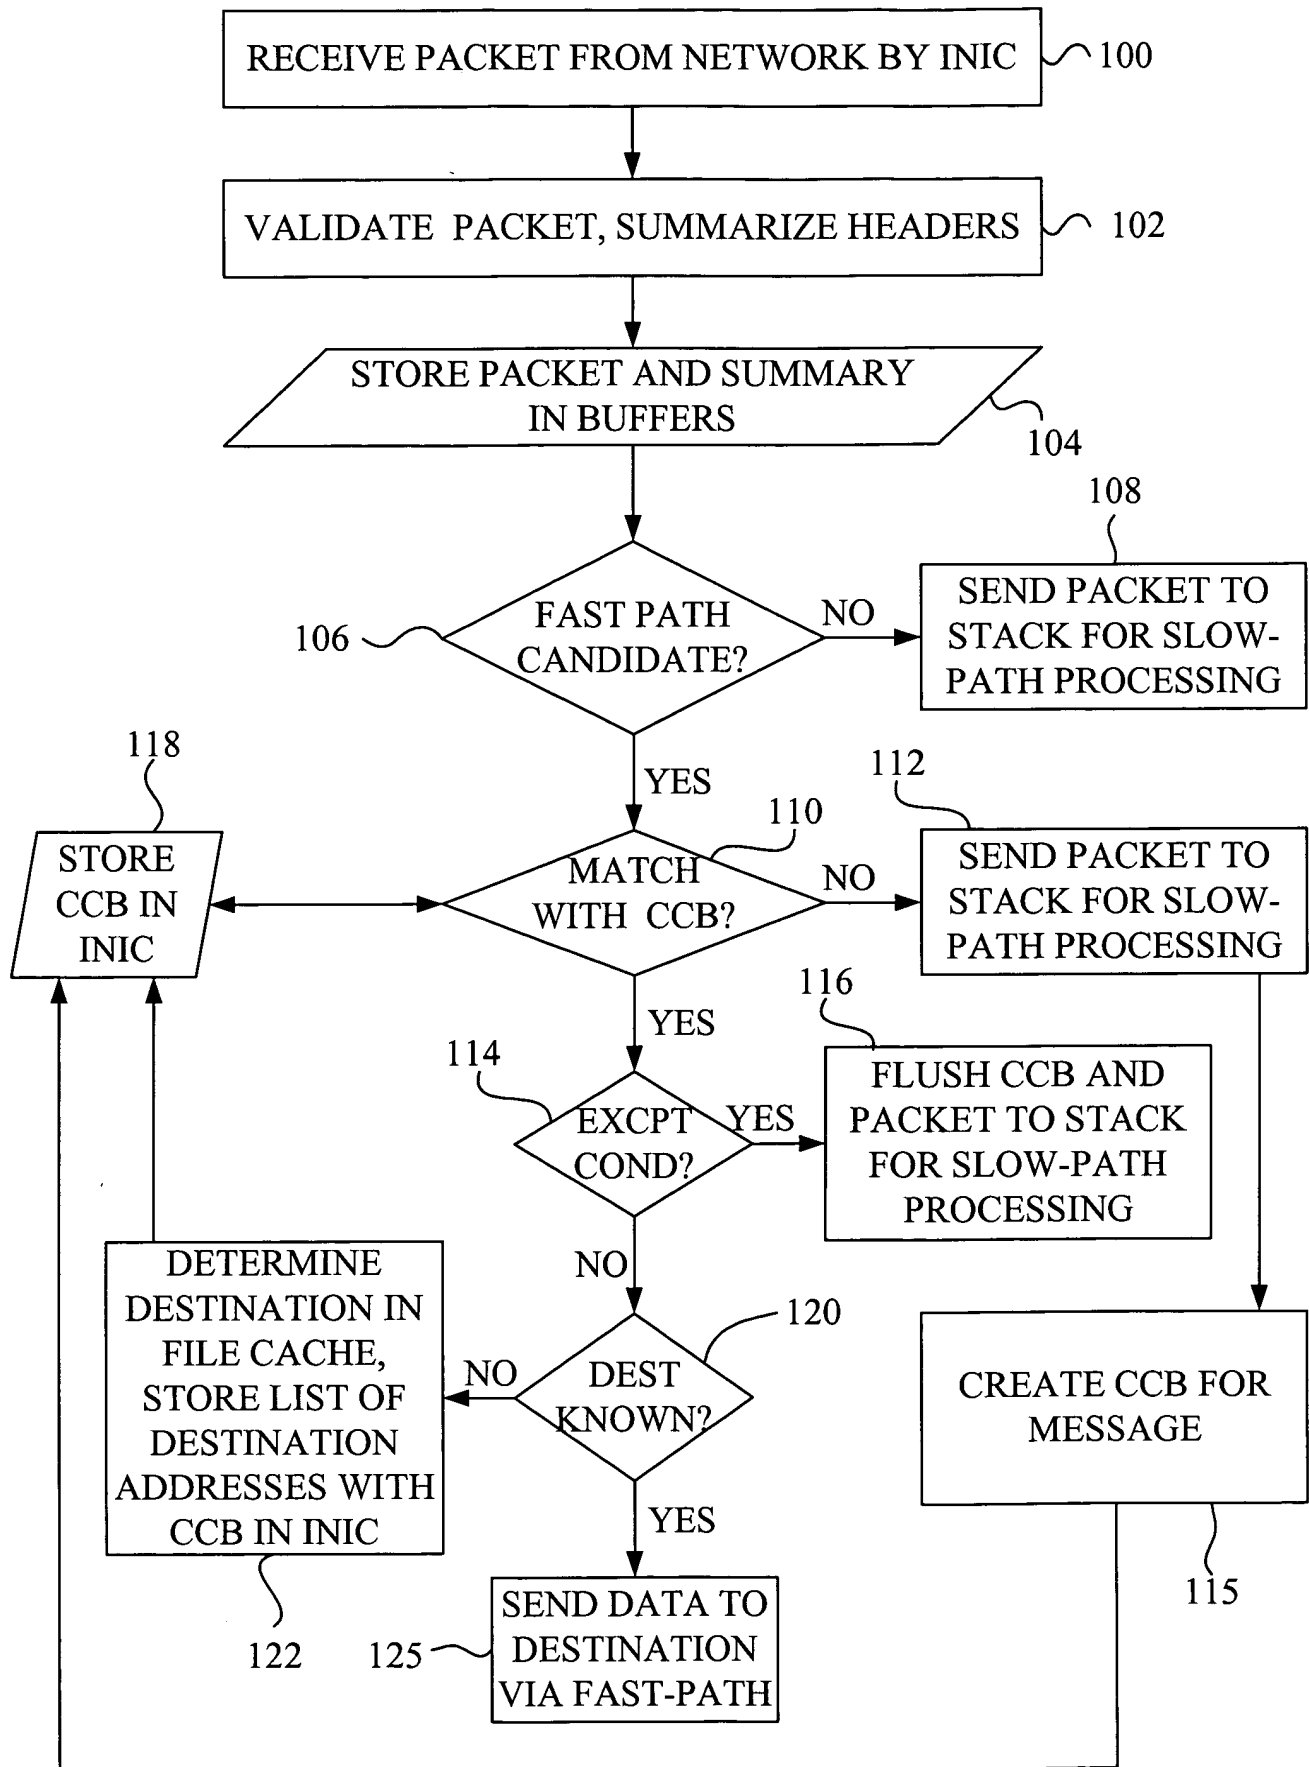 RECEIVE PACKET FROM NETWORK BY INIC
100
VALIDATE PACKET, SUMMARIZE HEADERS
102
STORE PACKET AND SUMMARY
IN BUFFERS
104
108
FAST PATH
CANDIDATE?
106
NO
SEND PACKET TO
STACK FOR SLOW-
PATH PROCESSING
YES
118
STORE
CCB IN
INIC
110
MATCH
WITH CCB?
NO
112
SEND PACKET TO
STACK FOR SLOW-
PATH PROCESSING
YES
114
EXCPT
COND?
YES
116
FLUSH CCB AND
PACKET TO STACK
FOR SLOW-PATH
PROCESSING
NO
120
DEST
KNOWN?
NO
DETERMINE
DESTINATION IN
FILE CACHE,
STORE LIST OF
DESTINATION
ADDRESSES WITH
CCB IN INIC
122
CREATE CCB FOR
MESSAGE
115
YES
SEND DATA TO
DESTINATION
VIA FAST-PATH
125